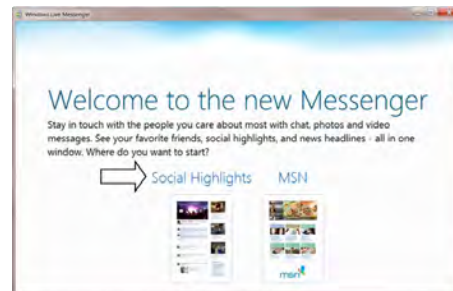 Windows Live Messenger
Welcome to the new Messenger
Stay in touch with the people you care about most with chat, photos and video
messages. See your favorite friends, social highlights, and news headlines - all in one
window. Where do you want to start?
Social Highlights MSN
msn